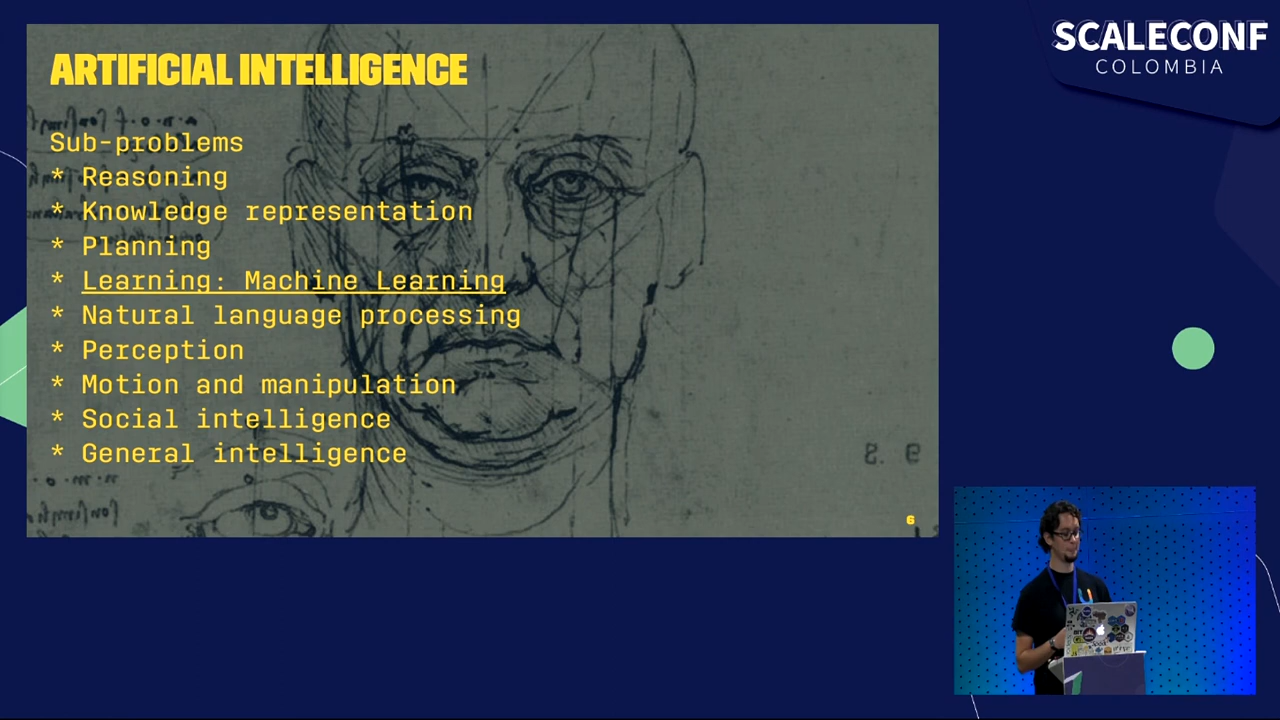 SCALECONF
COLOMBIA
ARTIFICIAL INTELLIGENCE
Sub-problems
* Reasoning
* Knowledge representation
* Planning
* Learning: Machine Learning
* Natural language processing
* Perception
* Motion and manipulation
* Social intelligence
* General intelligence
6